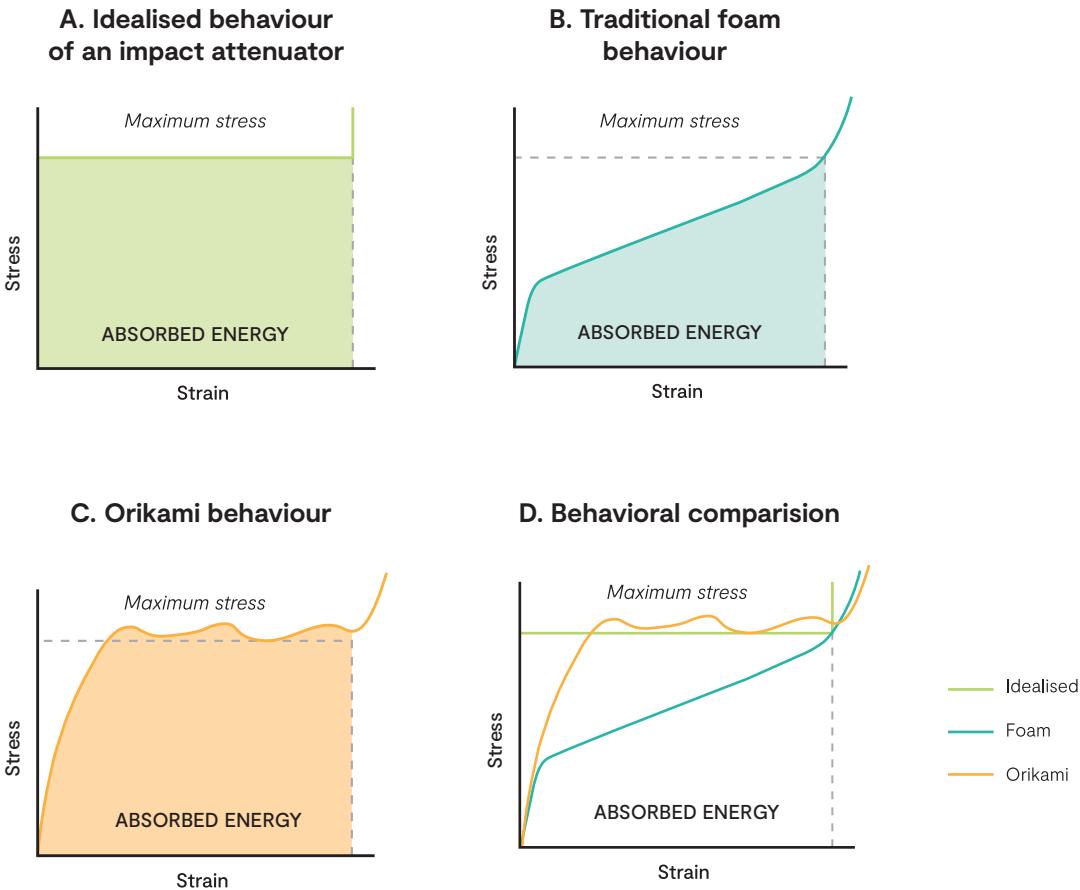 A. Idealised behaviour
of an impact attenuator
Maximum stress
Stress
ABSORBED ENERGY
Strain
B. Traditional foam
behaviour
Maximum stress
Stress
ABSORBED ENERGY
Strain
C. Orikami behaviour
Maximum stress
Stress
ABSORBED ENERGY
Strain
D. Behavioral comparision
Maximum stress
Stress
ABSORBED ENERGY
Strain
Idealised
Foam
Orikami